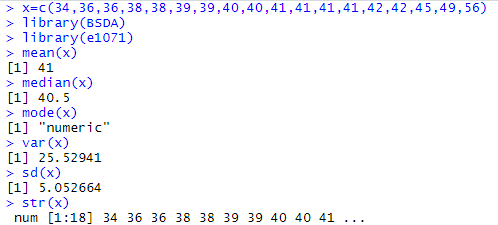 > x=c(34,36,36,38,38,39,39,40,40,41,41,41,41,42,42,45,49,56)
> library(BSDA)
> library(e1071)
> mean(x)
[1] 41
> median(x)
[1] 40.5
> mode(x)
[1] "numeric"
> var(x)
[1] 25.52941
> sd(x)
[1] 5.052664
> str(x)
 num [1:18] 34 36 36 38 38 39 39 40 40 41 ...